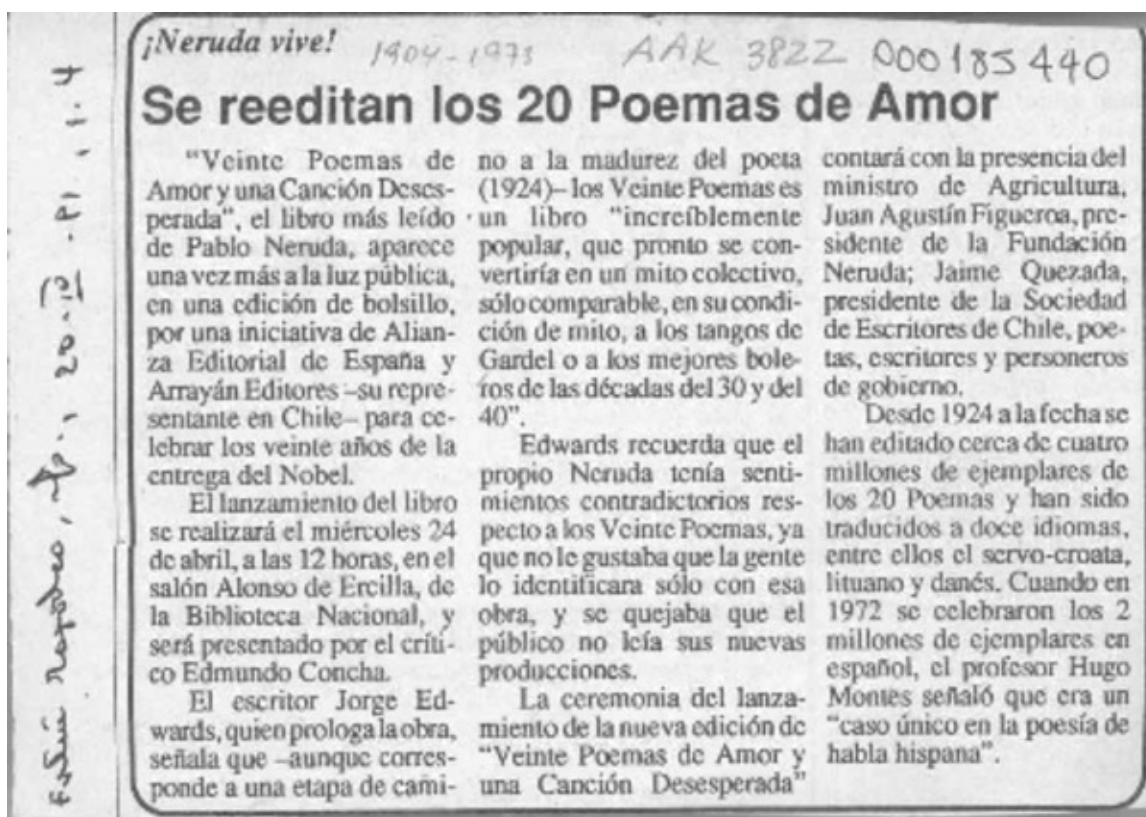 ¡Neruda vive!
1904-1973
AAK 3822
000185440
Se reeditan los 20 Poemas de Amor
"Veinte Poemas de
Amor y una Canción Deses-
perada", el libro más leído
de Pablo Neruda, aparece
una vez más a la luz pública,
en una edición de bolsillo,
por una iniciativa de Alian-
za Editorial de España y
Arrayán Editores –su repre-
sentante en Chile– para ce-
lebrar los veinte años de la
entrega del Nobel.
El lanzamiento del libro
se realizará el miércoles 24
de abril, a las 12 horas, en el
salón Alonso de Ercilla, de
la Biblioteca Nacional, y
será presentado por el críti-
co Edmundo Concha.
El escritor Jorge Ed-
wards, quien prologa la obra,
señala que –aunque corres-
ponde a una etapa de cami-
no a la madurez del poeta
(1924)– los Veinte Poemas es
un libro "increíblemente
popular, que pronto se con-
vertiría en un mito colectivo,
sólo comparable, en su condi-
ción de mito, a los tangos de
Gardel o a los mejores bole-
ros de las décadas del 30 y del
40".
Edwards recuerda que el
propio Neruda tenía senti-
mientos contradictorios res-
pecto a los Veinte Poemas, ya
que no le gustaba que la gente
lo identificara sólo con esa
obra, y se quejaba que el
público no leía sus nuevas
producciones.
La ceremonia del lanza-
miento de la nueva edición de
"Veinte Poemas de Amor y
una Canción Desesperada"
contará con la presencia del
ministro de Agricultura,
Juan Agustín Figueroa, pre-
sidente de la Fundación
Neruda; Jaime Quezada,
presidente de la Sociedad
de Escritores de Chile, poe-
tas, escritores y personeros
de gobierno.
Desde 1924 a la fecha se
han editado cerca de cuatro
millones de ejemplares de
los 20 Poemas y han sido
traducidos a doce idiomas,
entre ellos el servo-croata,
lituano y danés. Cuando en
1972 se celebraron los 2
millones de ejemplares en
español, el profesor Hugo
Montes señaló que era un
"caso único en la poesía de
habla hispana".